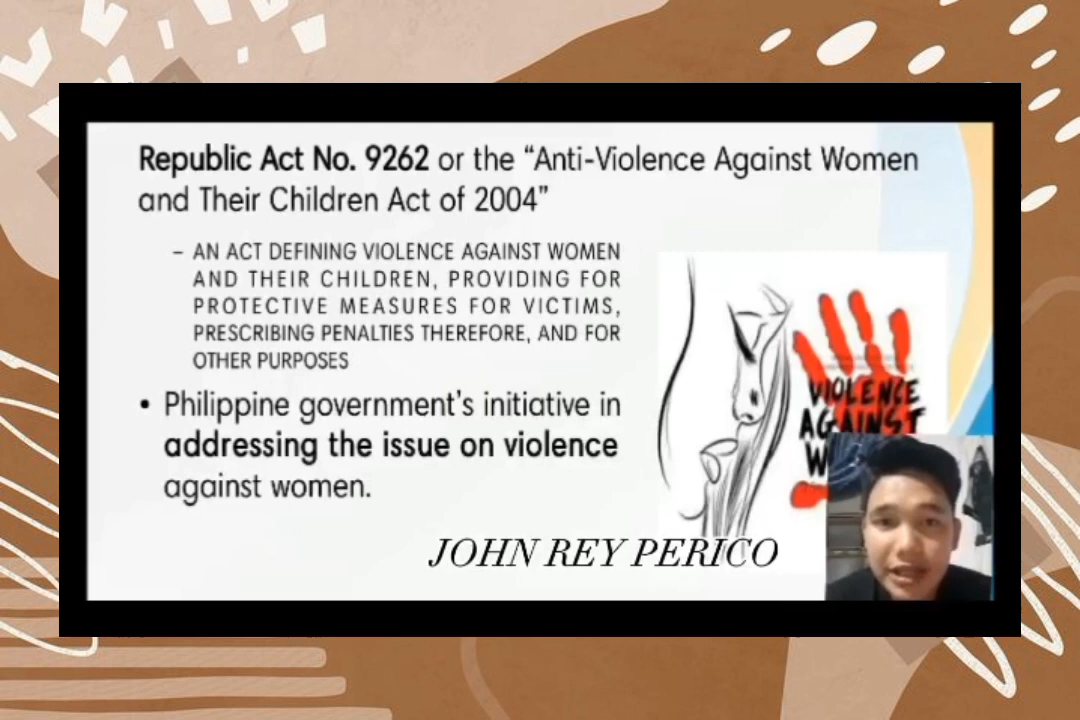 Republic Act No. 9262 or the “Anti-Violence Against Women
and Their Children Act of 2004”
– AN ACT DEFINING VIOLENCE AGAINST WOMEN
AND THEIR CHILDREN, PROVIDING FOR
PROTECTIVE MEASURES FOR VICTIMS,
PRESCRIBING PENALTIES THEREFORE, AND FOR
OTHER PURPOSES
• Philippine government’s initiative in
addressing the issue on violence
against women.
VIOLENCE
AGAINST
W
JOHN REY PERICO